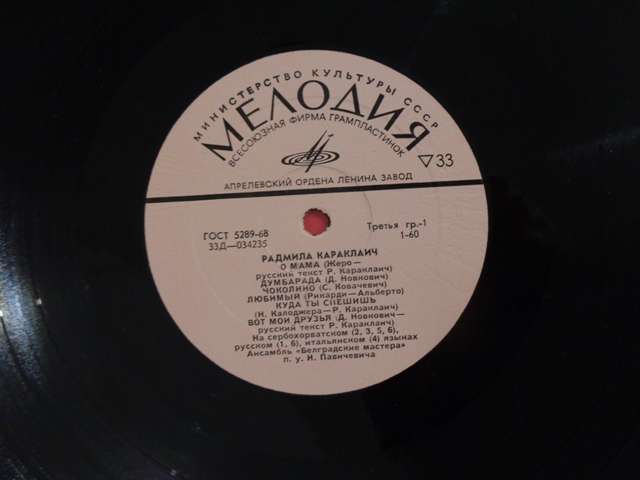 МИНИСТЕРСТВО КУЛЬТУРЫ СССР
МЕЛОДИЯ
ВСЕСОЮЗНАЯ ФИРМА ГРАМПЛАСТИНОК
▽33
АПРЕЛЕВСКИЙ ОРДЕНА ЛЕНИНА ЗАВОД
ГОСТ 5289-68
33Д—034235
Третья гр.-1
1-60
РАДМИЛА КАРАКЛАИЧ
О МАМА (Жеро—
русский текст Р. Караклаич)
ДУМБАРАДА (Д. Новкович)
ЧОКОЛИНО (С. Ковачевич)
ЛЮБИМЫЙ (Рикарди—Альберто)
КУДА ТЫ СПЕШИШЬ
(Н. Калоджера—Р. Караклаич)
ВОТ МОИ ДРУЗЬЯ (Д. Новкович—
русский текст Р. Караклаич)
На сербохорватском (2, 3, 5, 6),
русском (1, 6), итальянском (4) языках
Ансамбль «Белградские мастера»
п. у. И. Павичевича